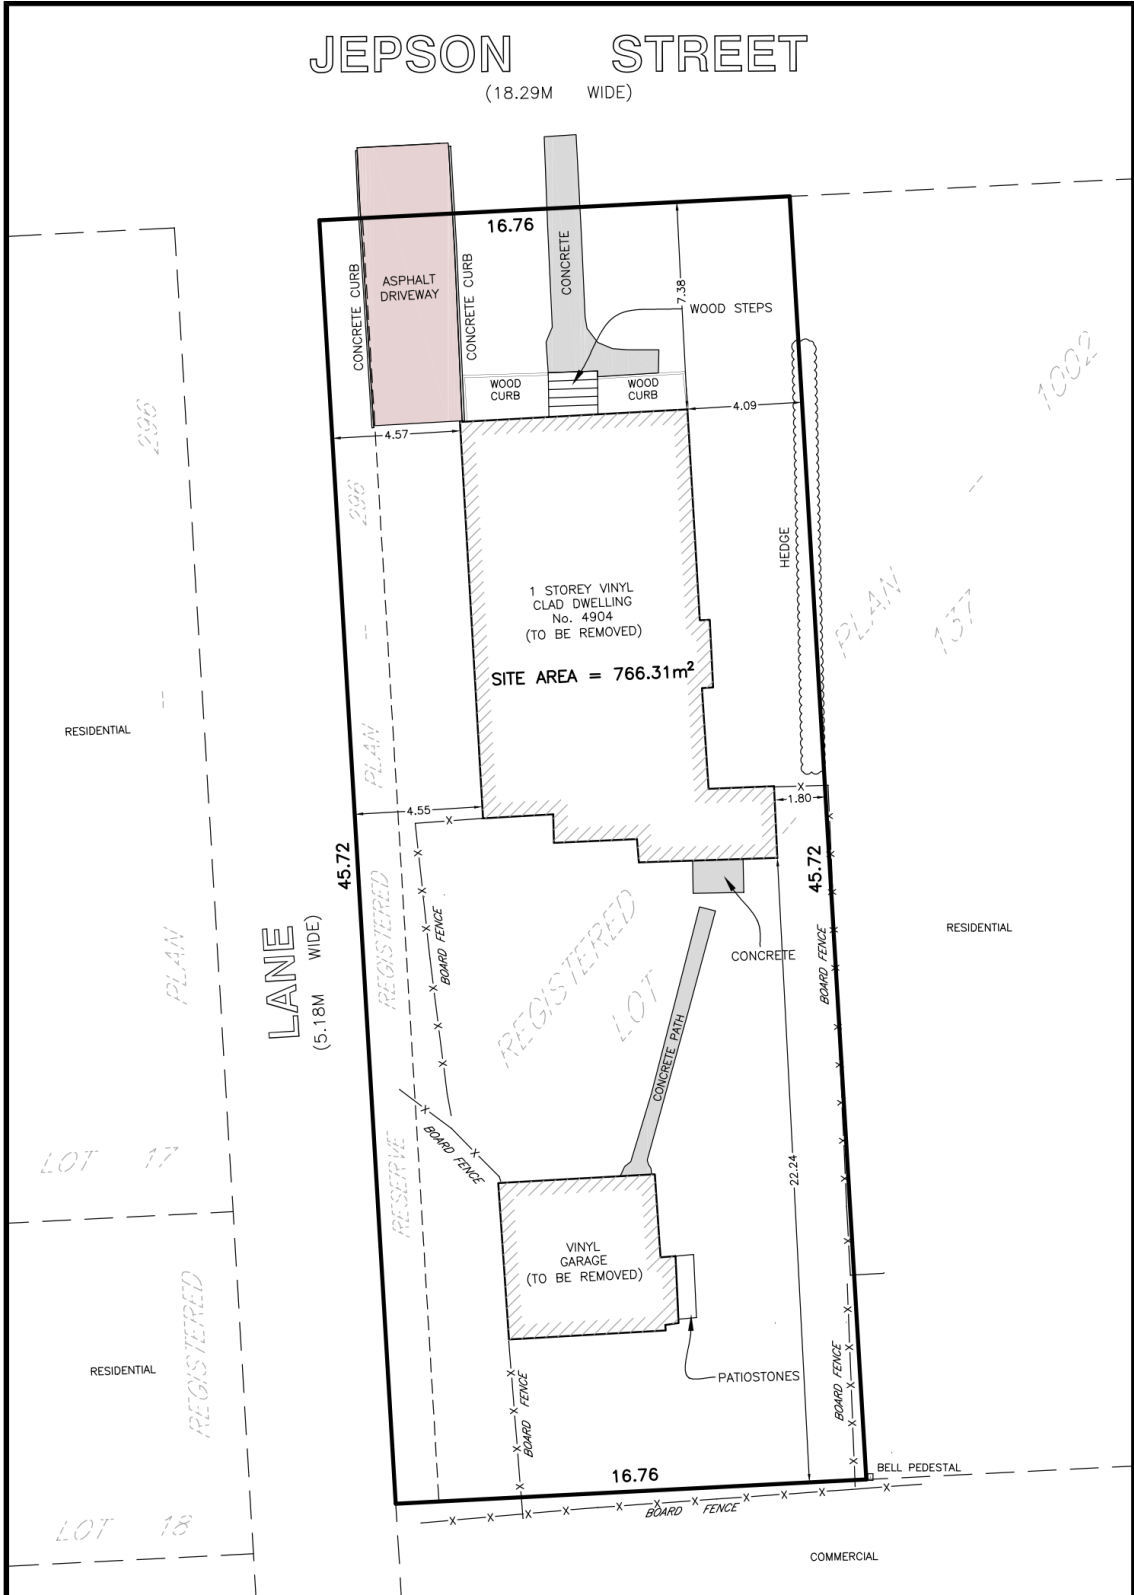 JEPSON STREET
(18.29M WIDE)
16.76
CONCRETE
CONCRETE CURB
ASPHALT
DRIVEWAY
CONCRETE CURB
7.38
WOOD STEPS
WOOD
CURB
WOOD
CURB
4.09
4.57
296
296
1002
--
HEDGE
1 STOREY VINYL
CLAD DWELLING
No. 4904
(TO BE REMOVED)
SITE AREA = 766.31m²
PLAN
137
--
--
RESIDENTIAL
PLAN
4.55
1.80
45.72
45.72
REGISTERED
BOARD FENCE
REGISTERED
LOT
CONCRETE
BOARD FENCE
RESIDENTIAL
PLAN
LANE
(5.18M WIDE)
CONCRETE PATH
BOARD FENCE
RESERVE
LOT 17
22.24
VINYL
GARAGE
(TO BE REMOVED)
REGISTERED
RESIDENTIAL
PATIOSTONES
BOARD FENCE
BOARD FENCE
16.76
BELL PEDESTAL
BOARD FENCE
LOT 18
COMMERCIAL